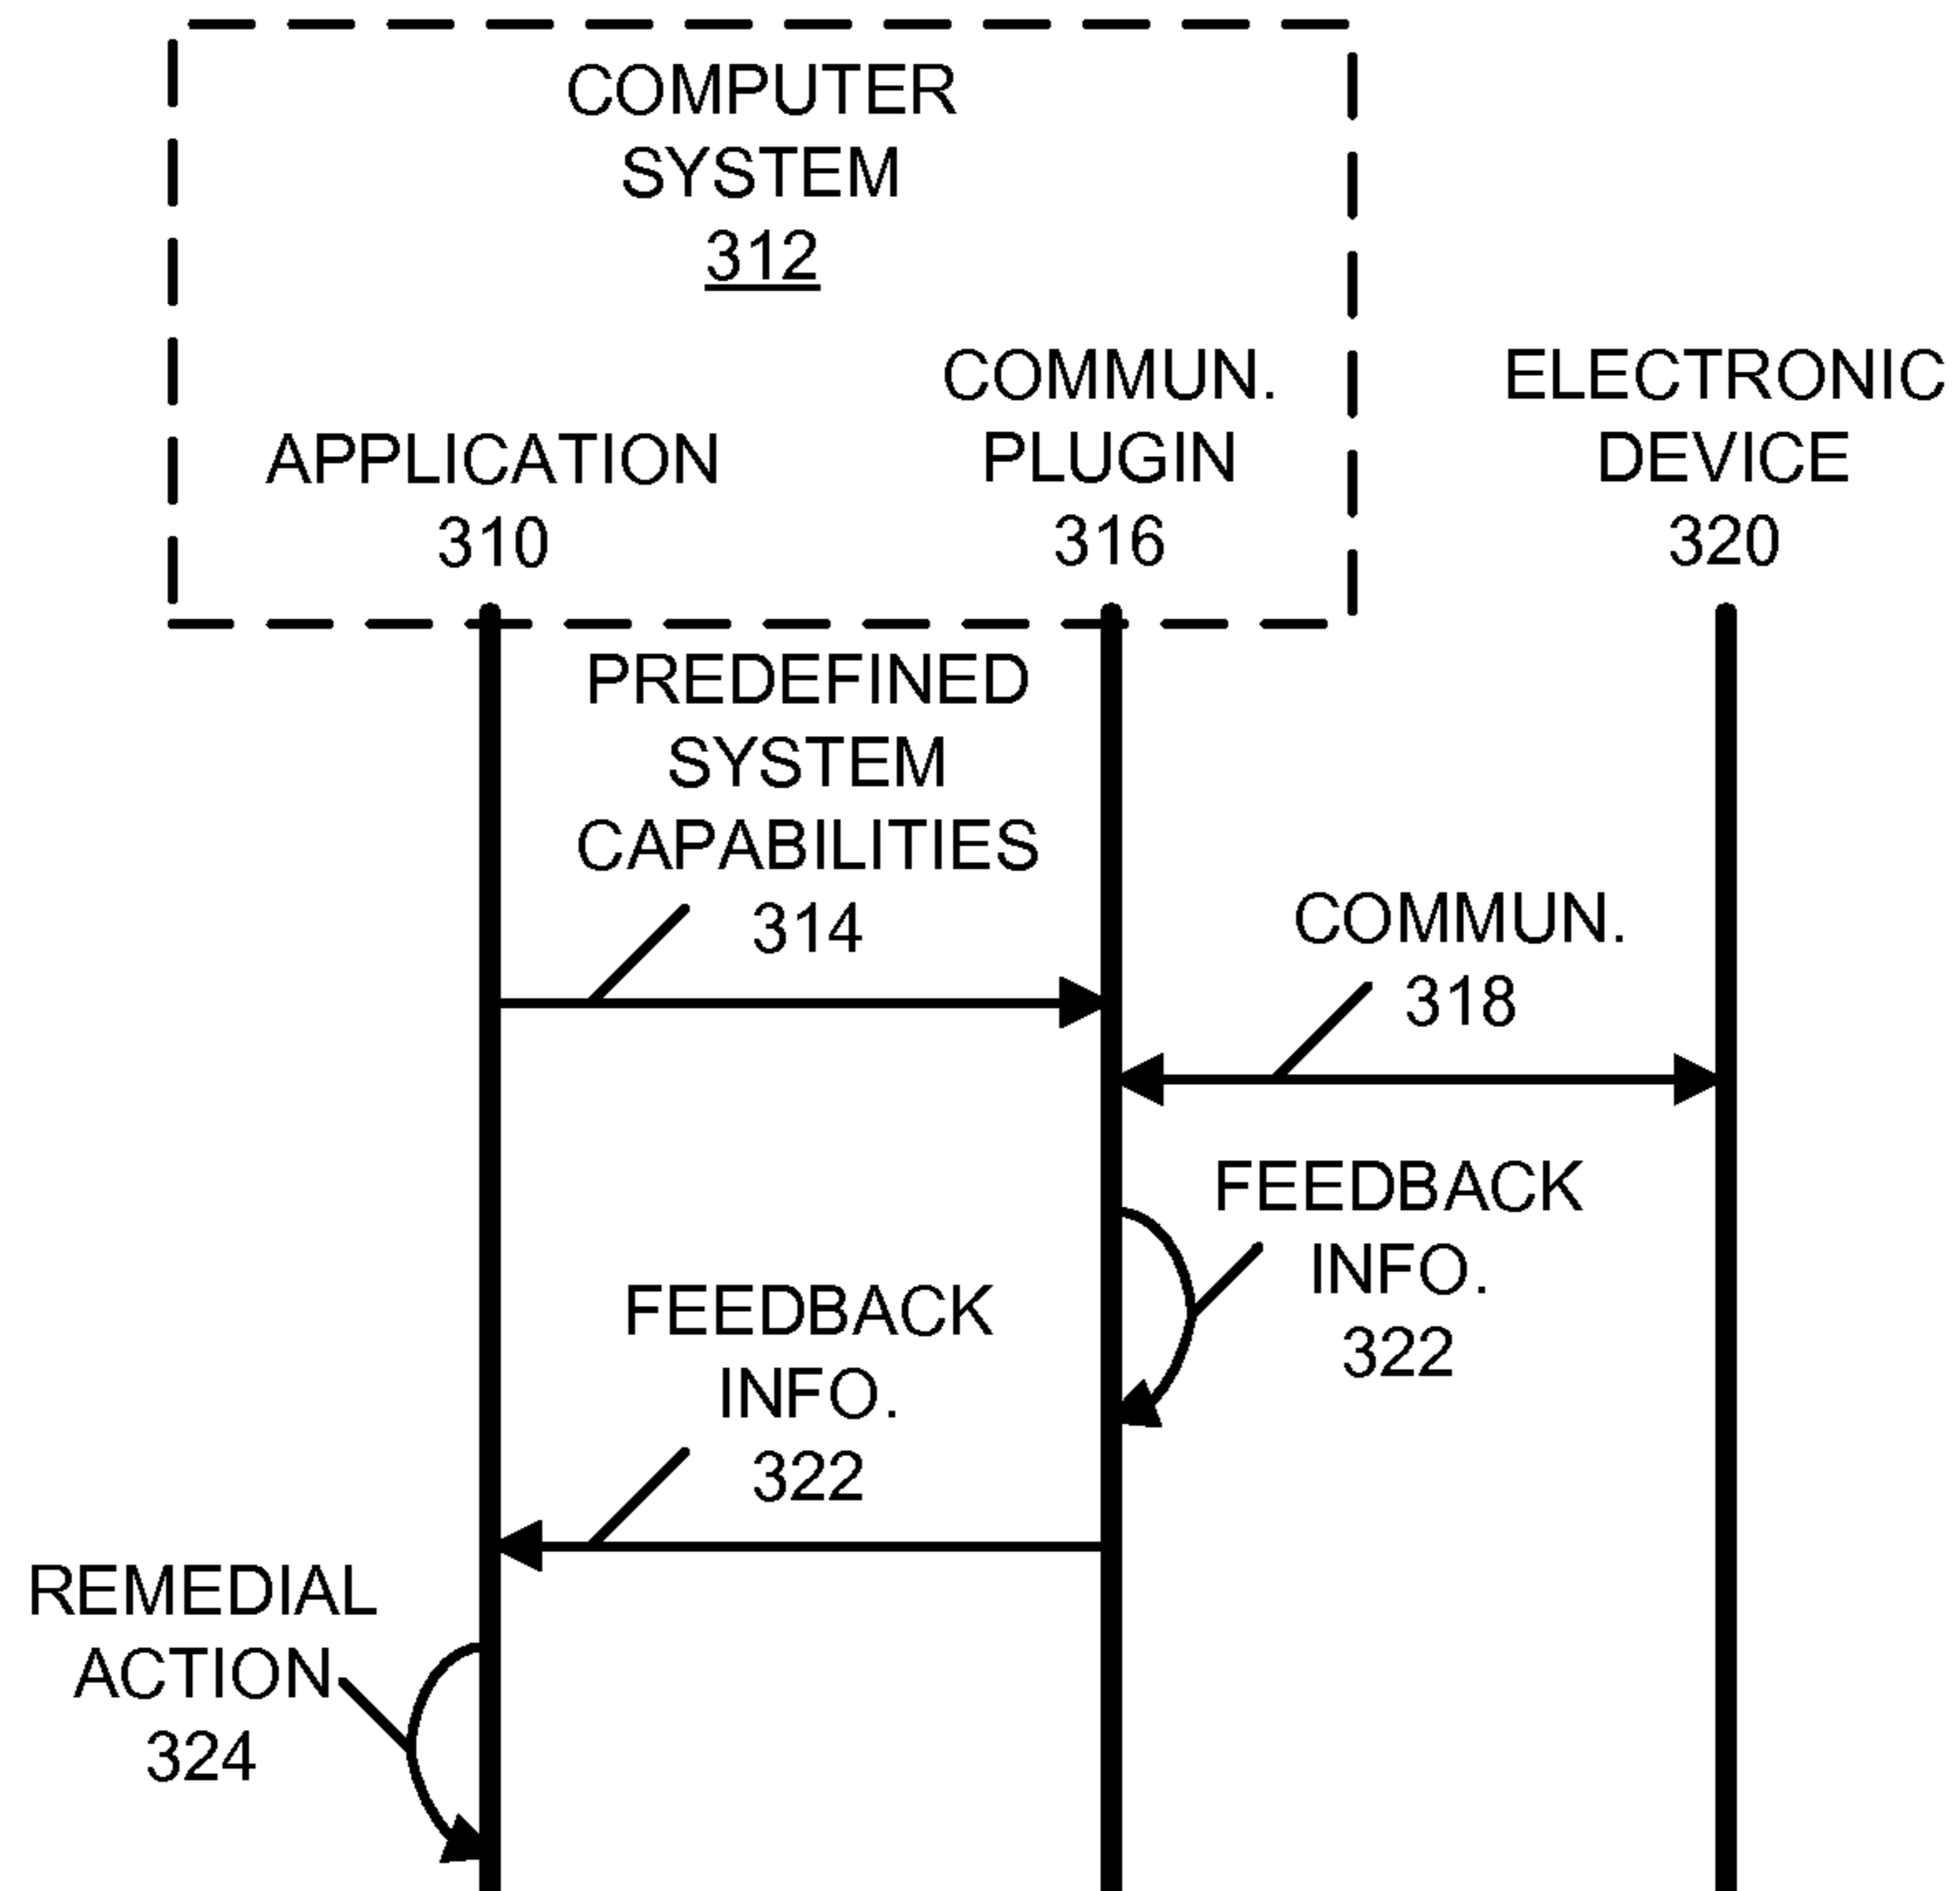 COMPUTER
SYSTEM
312
APPLICATION
310
COMMUN.
PLUGIN
316
ELECTRONIC
DEVICE
320
PREDEFINED
SYSTEM
CAPABILITIES
314
COMMUN.
318
FEEDBACK
INFO.
322
FEEDBACK
INFO.
322
REMEDIAL
ACTION
324